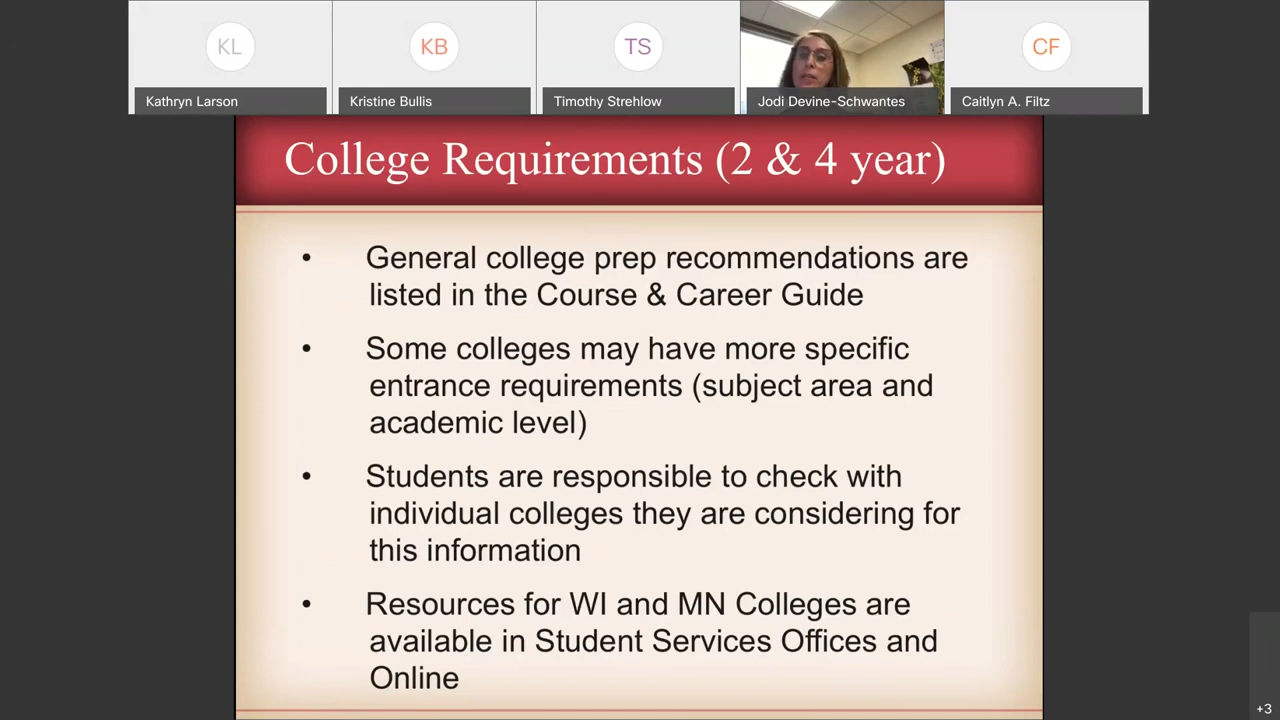 KL
KB
TS
CF
Kathryn Larson
Kristine Bullis
Timothy Strehlow
Jodi Devine-Schwantes
Caitlyn A. Filtz
College Requirements (2 & 4 year)
• General college prep recommendations are
listed in the Course & Career Guide
• Some colleges may have more specific
entrance requirements (subject area and
academic level)
• Students are responsible to check with
individual colleges they are considering for
this information
• Resources for WI and MN Colleges are
available in Student Services Offices and
Online
+3